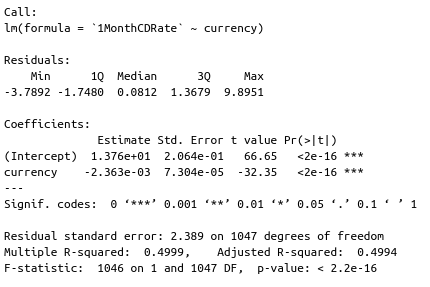 Call:
lm(formula = `1MonthCDRate` ~ currency)
Residuals:
    Min      1Q  Median      3Q     Max
-3.7892 -1.7480  0.0812  1.3679  9.8951
Coefficients:
              Estimate Std. Error t value Pr(>|t|)
(Intercept)  1.376e+01  2.064e-01   66.65   <2e-16 ***
currency    -2.363e-03  7.304e-05  -32.35   <2e-16 ***
---
Signif. codes:  0 ‘***’ 0.001 ‘**’ 0.01 ‘*’ 0.05 ‘.’ 0.1 ‘ ’ 1
Residual standard error: 2.389 on 1047 degrees of freedom
Multiple R-squared:  0.4999,    Adjusted R-squared:  0.4994
F-statistic:  1046 on 1 and 1047 DF,  p-value: < 2.2e-16